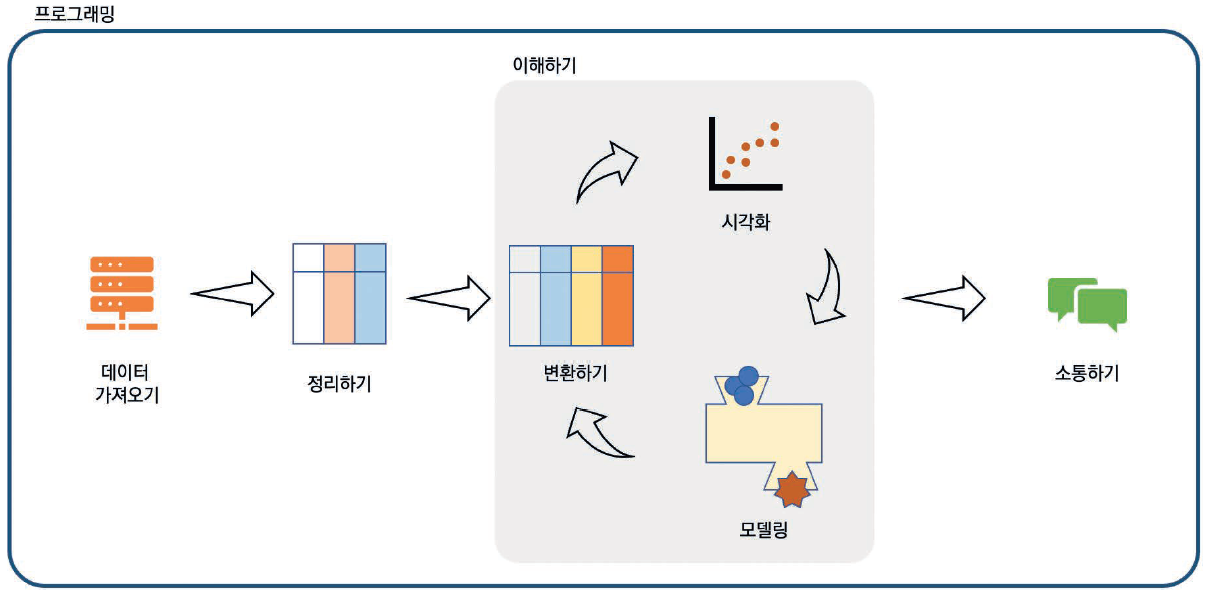 프로그래밍
이해하기
시각화
데이터
가져오기
정리하기
변환하기
소통하기
모델링